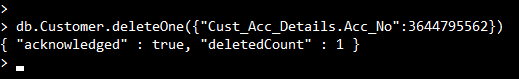 >
> db.Customer.deleteOne({"Cust_Acc_Details.Acc_No":3644795562})
{ "acknowledged" : true, "deletedCount" : 1 }
>